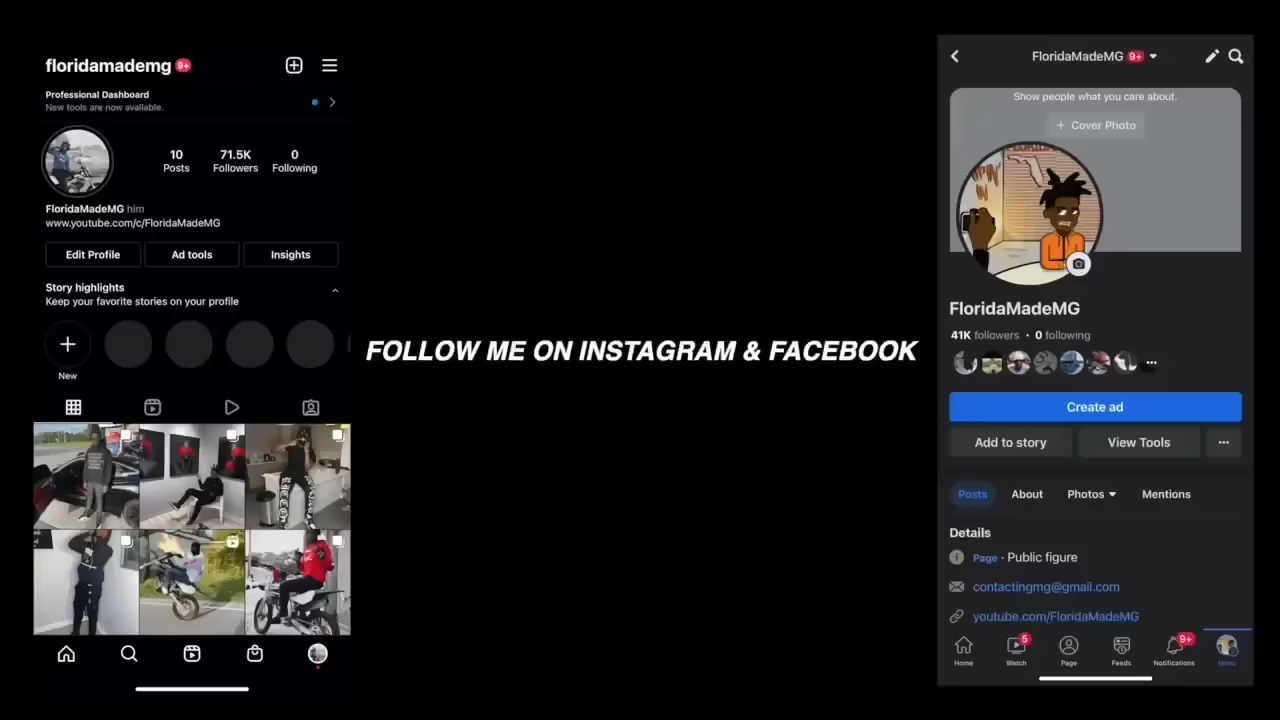 floridamademg 9+
Professional Dashboard
New tools are now available.
10 71.5K 0
Posts Followers Following
FloridaMadeMG him
www.youtube.com/c/FloridaMadeMG
Edit Profile Ad tools Insights
Story highlights
Keep your favorite stories on your profile
New
FOLLOW ME ON INSTAGRAM & FACEBOOK
FloridaMadeMG 9+
Show people what you care about.
+ Cover Photo
FloridaMadeMG
41K followers • 0 following
Create ad
Add to story View Tools
Posts About Photos Mentions
Details
Page · Public figure
contactingmg@gmail.com
youtube.com/FloridaMadeMG
5 9+
Home Watch Page Feeds Notifications Menu